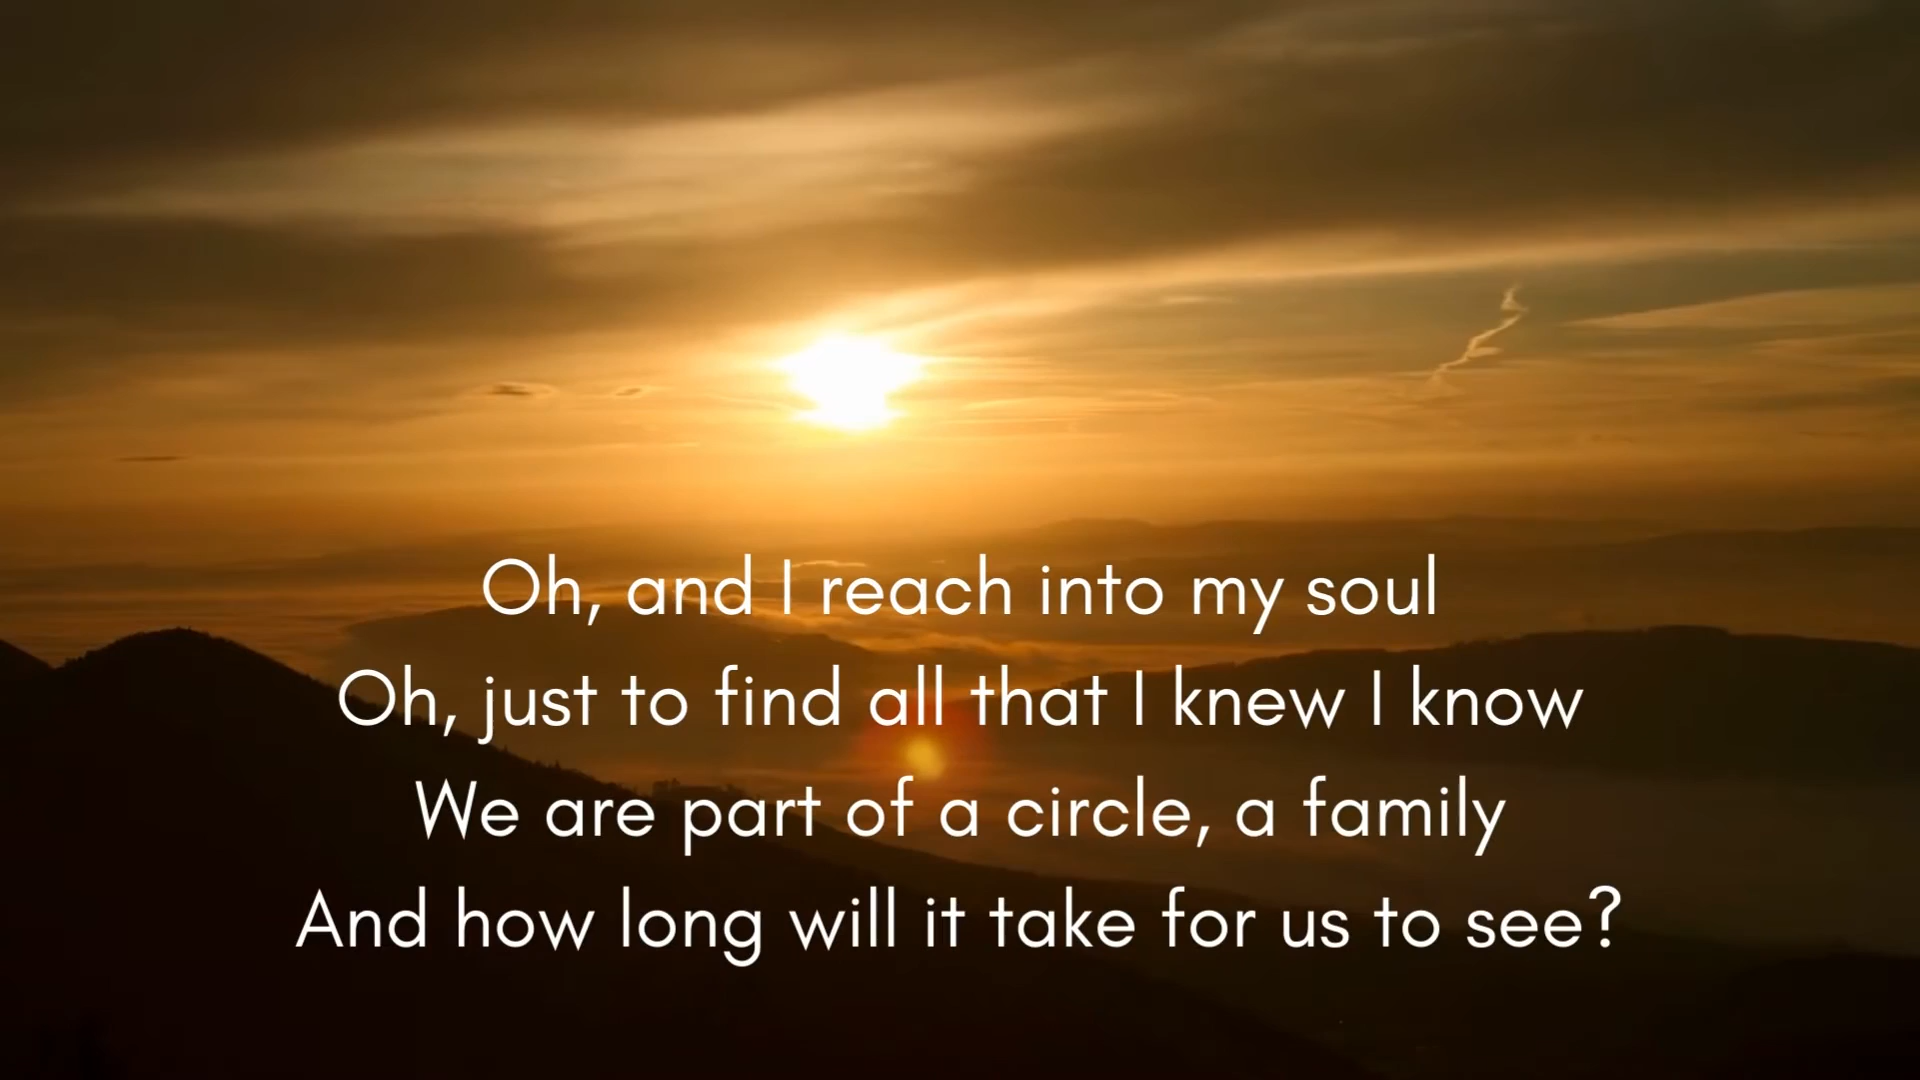 Oh, and I reach into my soul
Oh, just to find all that I knew I know
We are part of a circle, a family
And how long will it take for us to see?